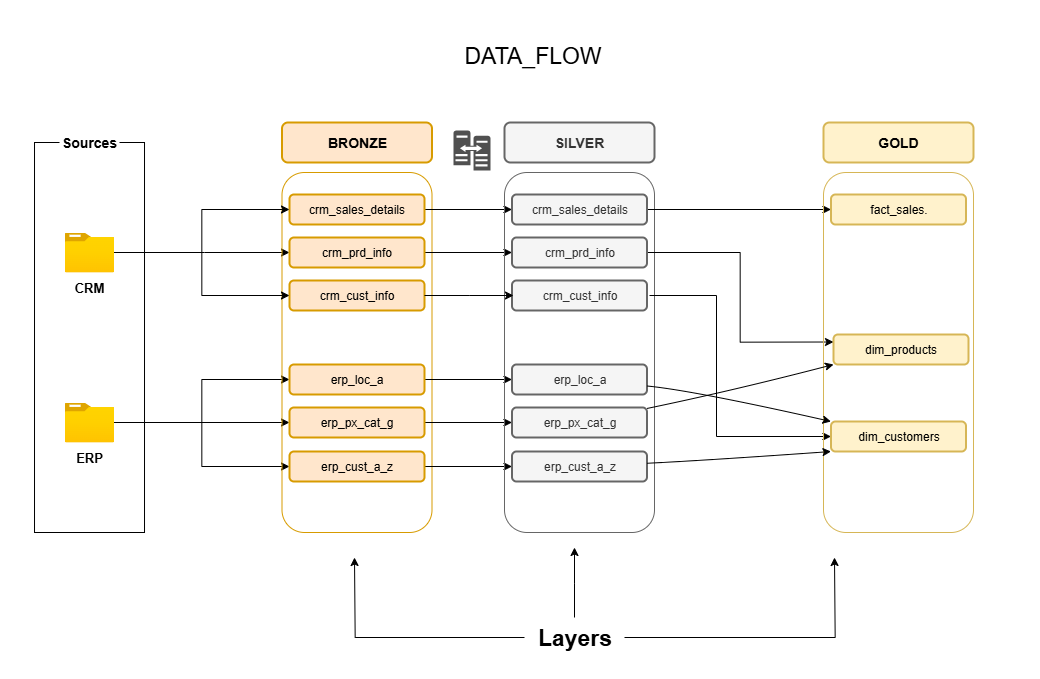 DATA_FLOW
Sources
BRONZE
SILVER
GOLD
crm_sales_details
crm_sales_details
fact_sales.
crm_prd_info
crm_prd_info
CRM
crm_cust_info
crm_cust_info
dim_products
erp_loc_a
erp_loc_a
erp_px_cat_g
erp_px_cat_g
dim_customers
ERP
erp_cust_a_z
erp_cust_a_z
Layers